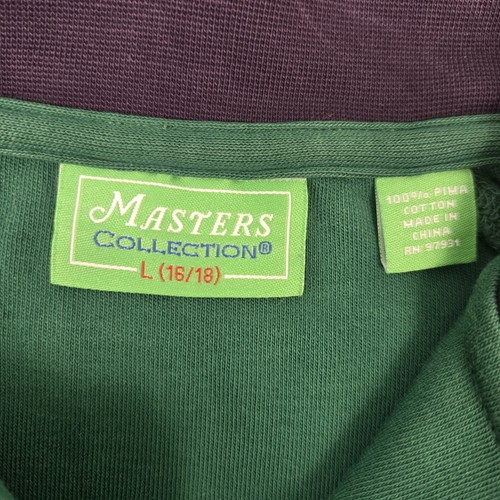 MASTERS
COLLECTION®
L (16/18)
100% PIMA
COTTON
MADE IN
CHINA
RN 97931